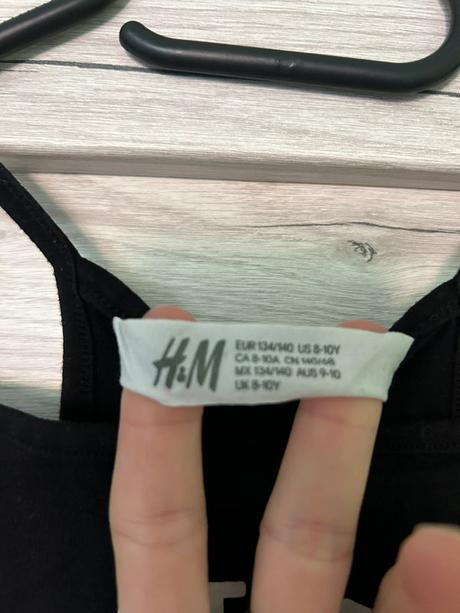 H&M
EUR 134/140 US 8-10Y
CA 8-10A CN 140/68
MX 134/140 AUS 9-10
UK 8-10Y